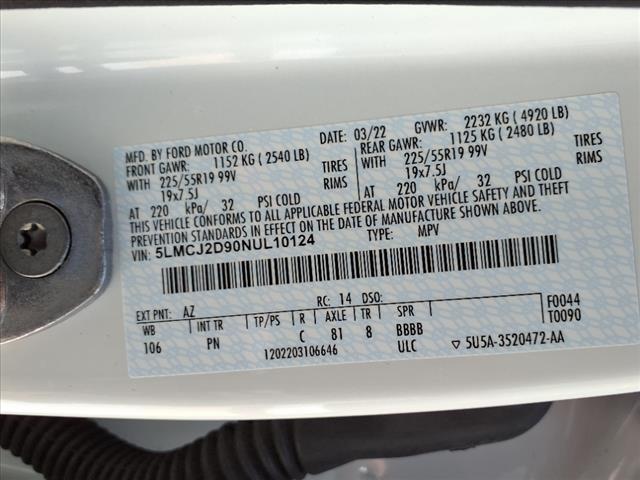 MFD. BY FORD MOTOR CO.
DATE: 03/22 GVWR: 2232 KG ( 4920 LB)
FRONT GAWR: 1152 KG ( 2540 LB)
REAR GAWR: 1125 KG ( 2480 LB)
WITH 225/55R19 99V TIRES
225/55R19 99V TIRES
19x7.5J RIMS
19x7.5J RIMS
AT 220 kPa/ 32 PSI COLD
AT 220 kPa/ 32 PSI COLD
THIS VEHICLE CONFORMS TO ALL APPLICABLE FEDERAL MOTOR VEHICLE SAFETY AND THEFT
PREVENTION STANDARDS IN EFFECT ON THE DATE OF MANUFACTURE SHOWN ABOVE.
VIN: 5LMCJ2D90NUL10124 TYPE: MPV
EXT PNT: AZ RC: 14 DSO: F0044
WB INT TR TP/PS R AXLE TR SPR T0090
106 PN C 81 8 BBBB
1202203106646 ULC ▽ 5U5A-3520472-AA